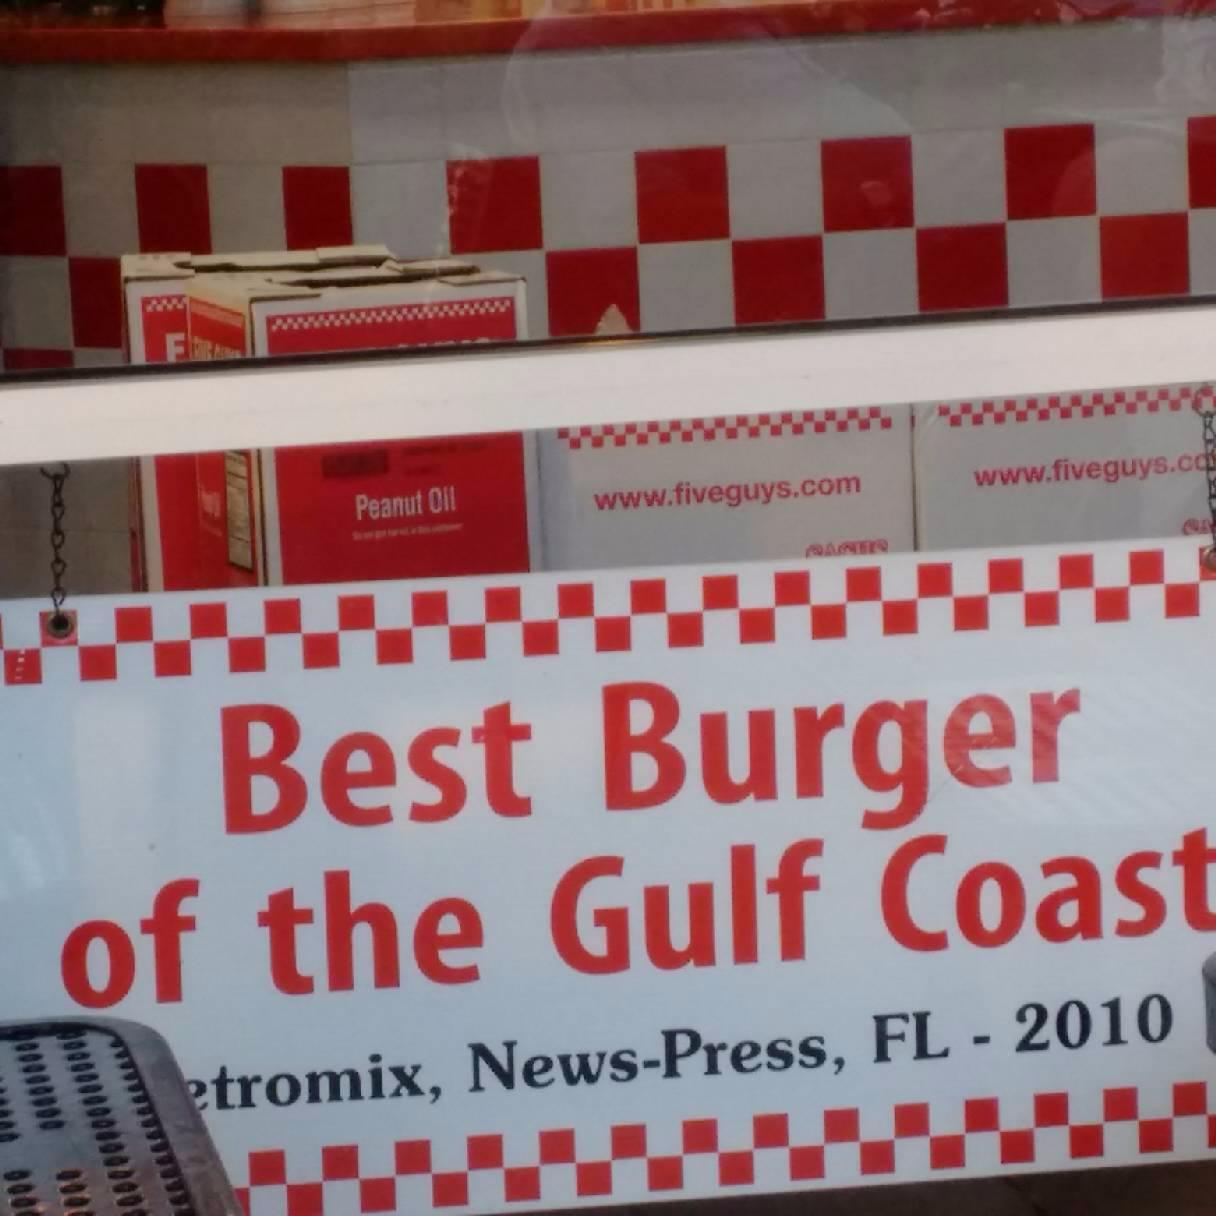 Peanut Oil
www.fiveguys.com
www.fiveguys.co
Best Burger
of the Gulf Coast
etromix, News-Press, FL - 2010